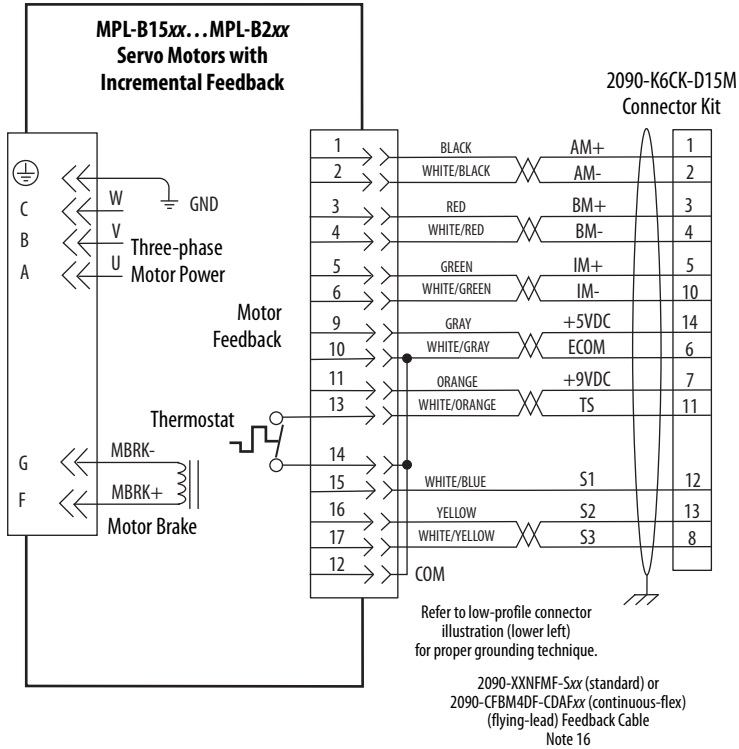 MPL-B15xx…MPL-B2xx
Servo Motors with
Incremental Feedback
2090-K6CK-D15M
Connector Kit
C
B
A
G
F
W
V
U
GND
Three-phase
Motor Power
MBRK-
MBRK+
Motor Brake
Motor
Feedback
Thermostat
1 BLACK AM+ 1
2 WHITE/BLACK AM- 2
3 RED BM+ 3
4 WHITE/RED BM- 4
5 GREEN IM+ 5
6 WHITE/GREEN IM- 10
9 GRAY +5VDC 14
10 WHITE/GRAY ECOM 6
11 ORANGE +9VDC 7
13 WHITE/ORANGE TS 11
14
15 WHITE/BLUE S1 12
16 YELLOW S2 13
17 WHITE/YELLOW S3 8
12 COM
Refer to low-profile connector
illustration (lower left)
for proper grounding technique.
2090-XXNFMF-Sxx (standard) or
2090-CFBM4DF-CDAFxx (continuous-flex)
(flying-lead) Feedback Cable
Note 16